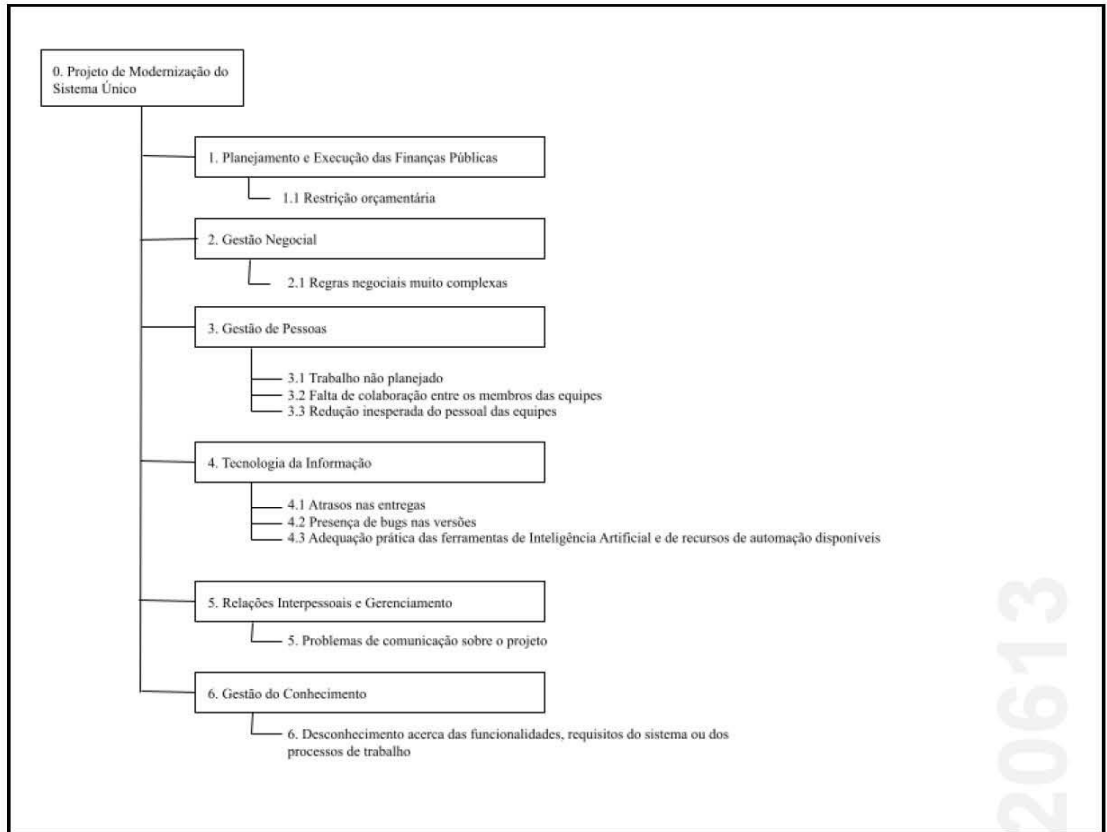 0. Projeto de Modernização do
Sistema Único
1. Planejamento e Execução das Finanças Públicas
1.1 Restrição orçamentária
2. Gestão Negocial
2.1 Regras negociais muito complexas
3. Gestão de Pessoas
3.1 Trabalho não planejado
3.2 Falta de colaboração entre os membros das equipes
3.3 Redução inesperada do pessoal das equipes
4. Tecnologia da Informação
4.1 Atrasos nas entregas
4.2 Presença de bugs nas versões
4.3 Adequação prática das ferramentas de Inteligência Artificial e de recursos de automação disponíveis
5. Relações Interpessoais e Gerenciamento
5. Problemas de comunicação sobre o projeto
6. Gestão do Conhecimento
6. Desconhecimento acerca das funcionalidades, requisitos do sistema ou dos
processos de trabalho
20613